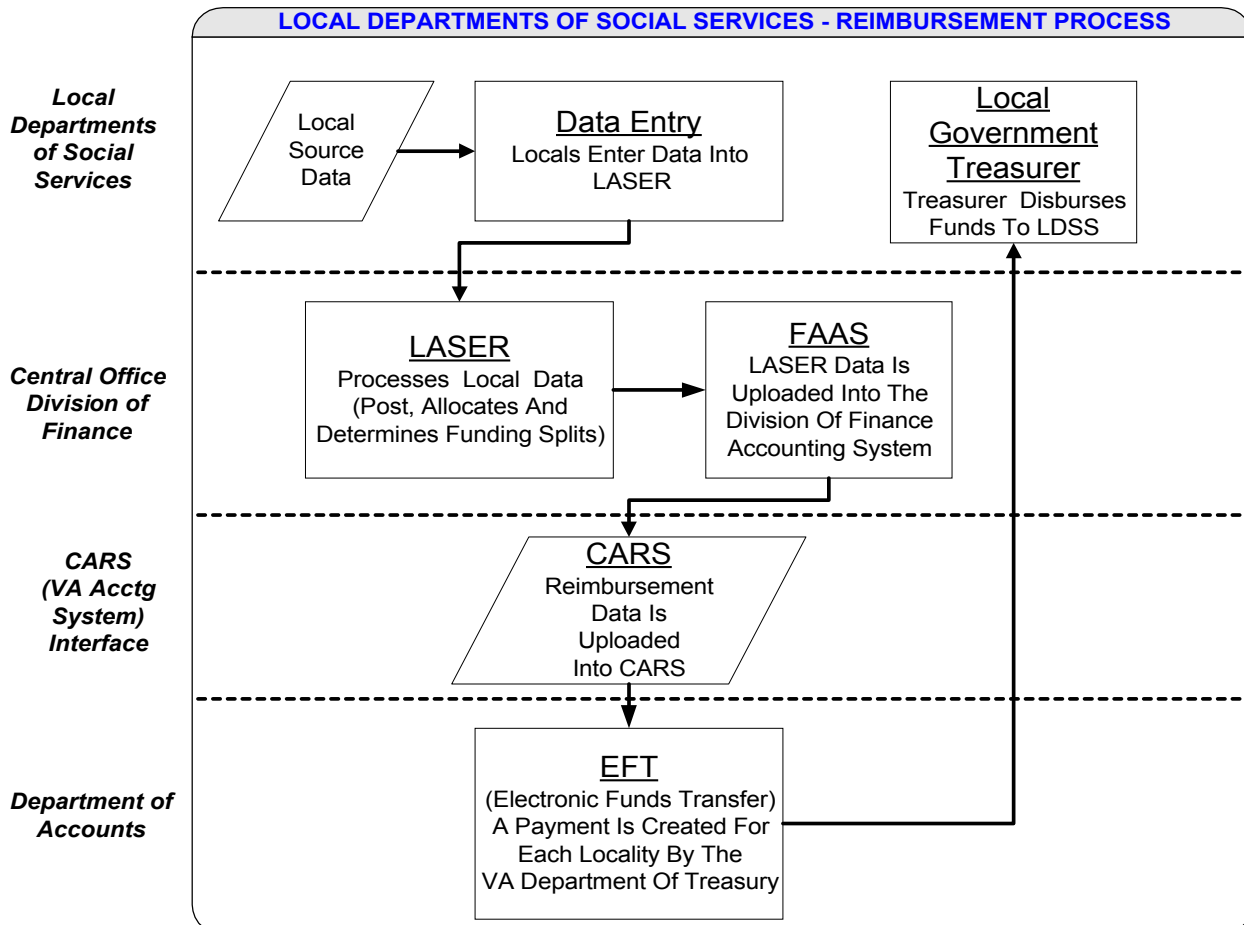 LOCAL DEPARTMENTS OF SOCIAL SERVICES - REIMBURSEMENT PROCESS
Local
Departments
of Social
Services
Local
Source
Data
Data Entry
Locals Enter Data Into
LASER
Local
Government
Treasurer
Treasurer Disburses
Funds To LDSS
Central Office
Division of
Finance
LASER
Processes Local Data
(Post, Allocates And
Determines Funding Splits)
FAAS
LASER Data Is
Uploaded Into The
Division Of Finance
Accounting System
CARS
(VA Acctg
System)
Interface
CARS
Reimbursement
Data Is
Uploaded
Into CARS
Department of
Accounts
EFT
(Electronic Funds Transfer)
A Payment Is Created For
Each Locality By The
VA Department Of Treasury